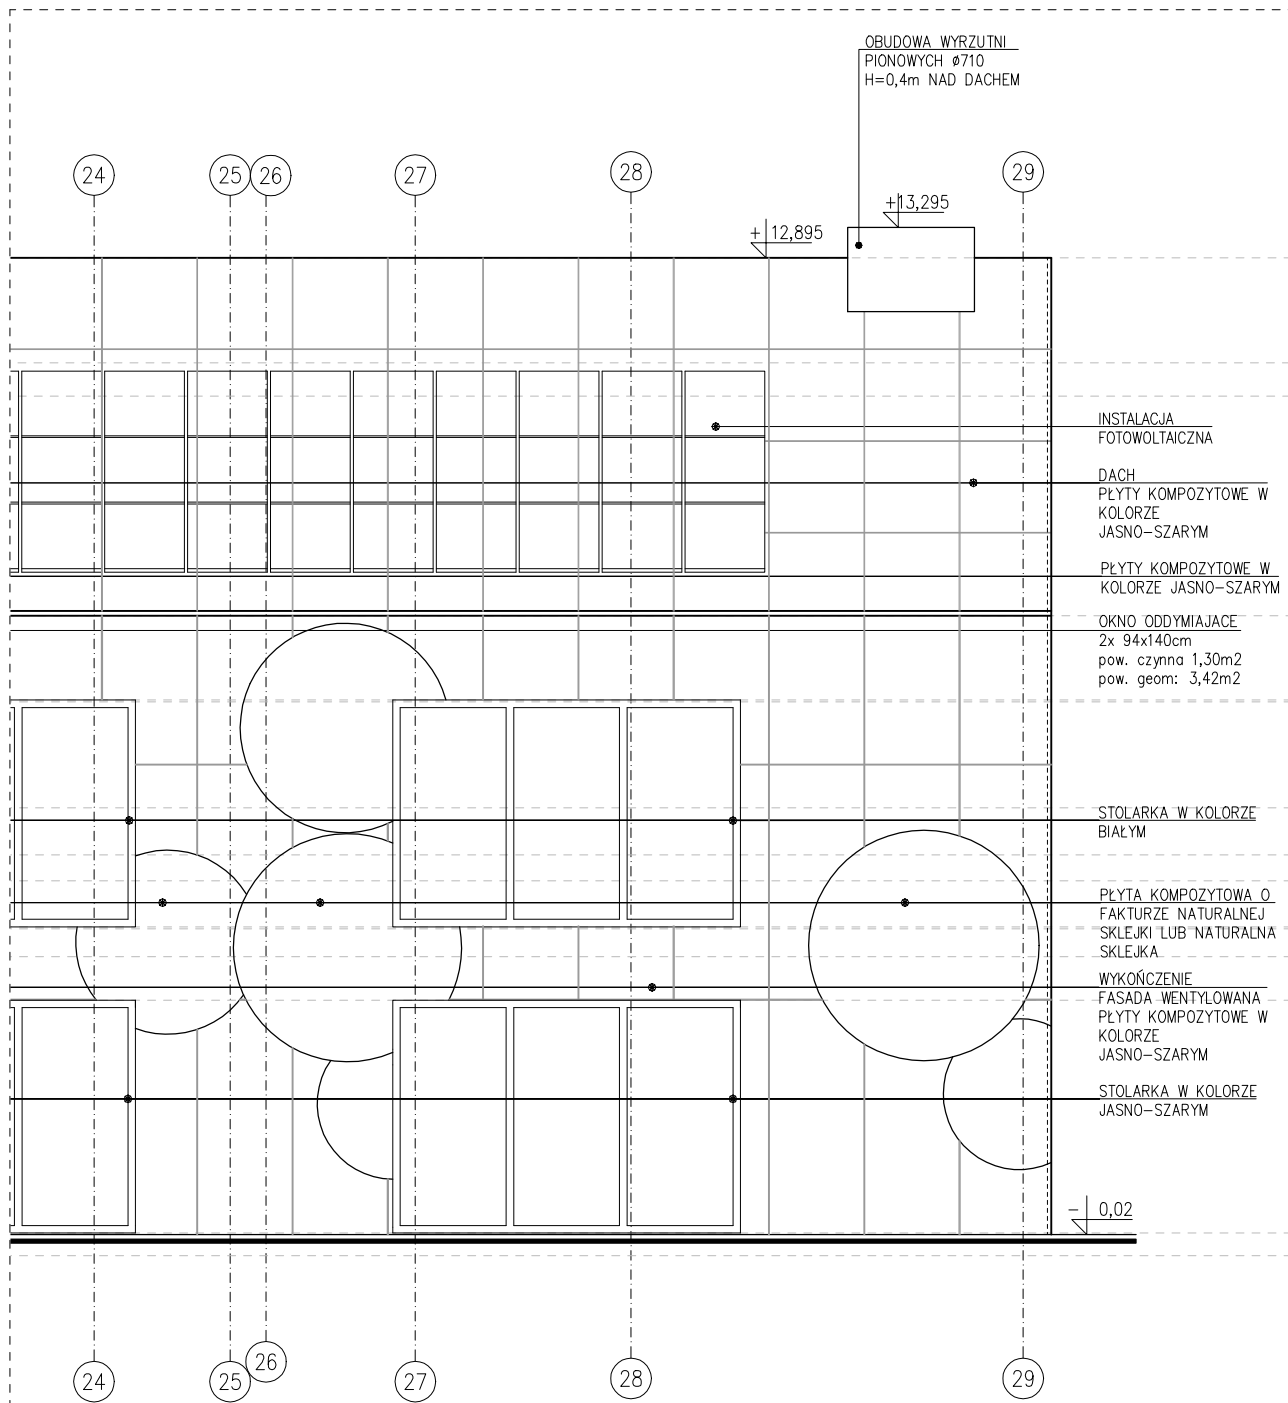 OBUDOWA WYRZUTNI
PIONOWYCH ø710
H=0,4m NAD DACHEM
24
25
26
27
28
29
+13,295
+ 12,895
INSTALACJA
FOTOWOLTAICZNA
DACH
PŁYTY KOMPOZYTOWE W
KOLORZE
JASNO-SZARYM
PŁYTY KOMPOZYTOWE W
KOLORZE JASNO-SZARYM
OKNO ODDYMIAJACE
2x 94x140cm
pow. czynna 1,30m2
pow. geom: 3,42m2
STOLARKA W KOLORZE
BIAŁYM
PŁYTA KOMPOZYTOWA O
FAKTURZE NATURALNEJ
SKLEJKI LUB NATURALNA
SKLEJKA
WYKOŃCZENIE
FASADA WENTYLOWANA
PŁYTY KOMPOZYTOWE W
KOLORZE
JASNO-SZARYM
STOLARKA W KOLORZE
JASNO-SZARYM
- 0,02
24
25
26
27
28
29